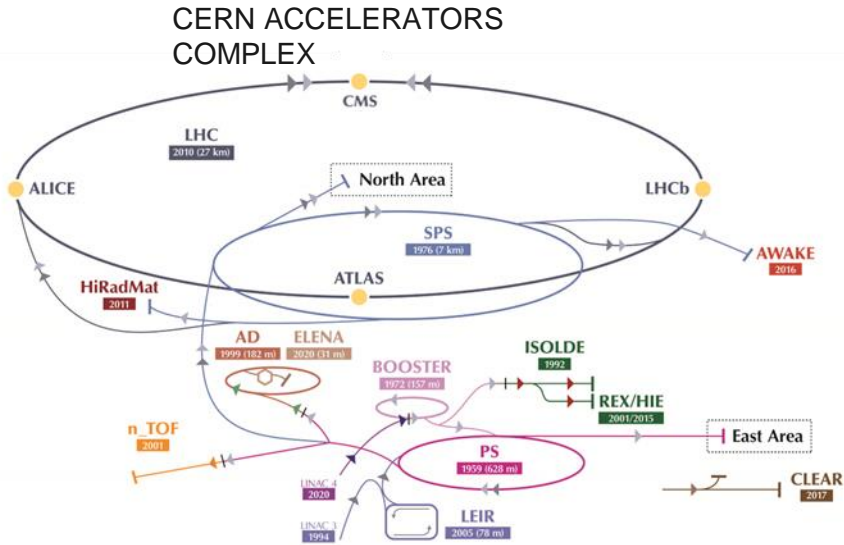 CERN ACCELERATORS
COMPLEX
CMS
LHC
2010 (27 km)
North Area
ALICE
LHCb
SPS
1976 (7 km)
AWAKE
2016
ATLAS
HiRadMat
2011
AD
1999 (182 m)
ELENA
2020 (31 m)
ISOLDE
1992
BOOSTER
1972 (157 m)
REX/HIE
2001/2015
n_TOF
2001
East Area
PS
1959 (628 m)
LINAC 4
2020
CLEAR
2017
LINAC 3
1994
LEIR
2005 (78 m)